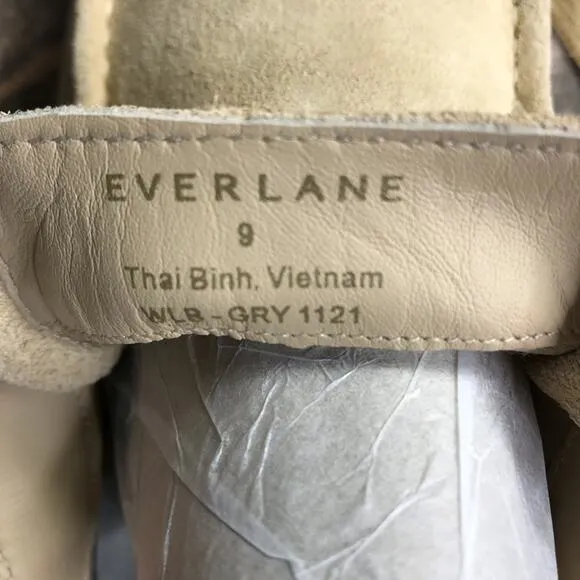 EVERLANE
9
Thai Binh, Vietnam
WLB - GRY 1121